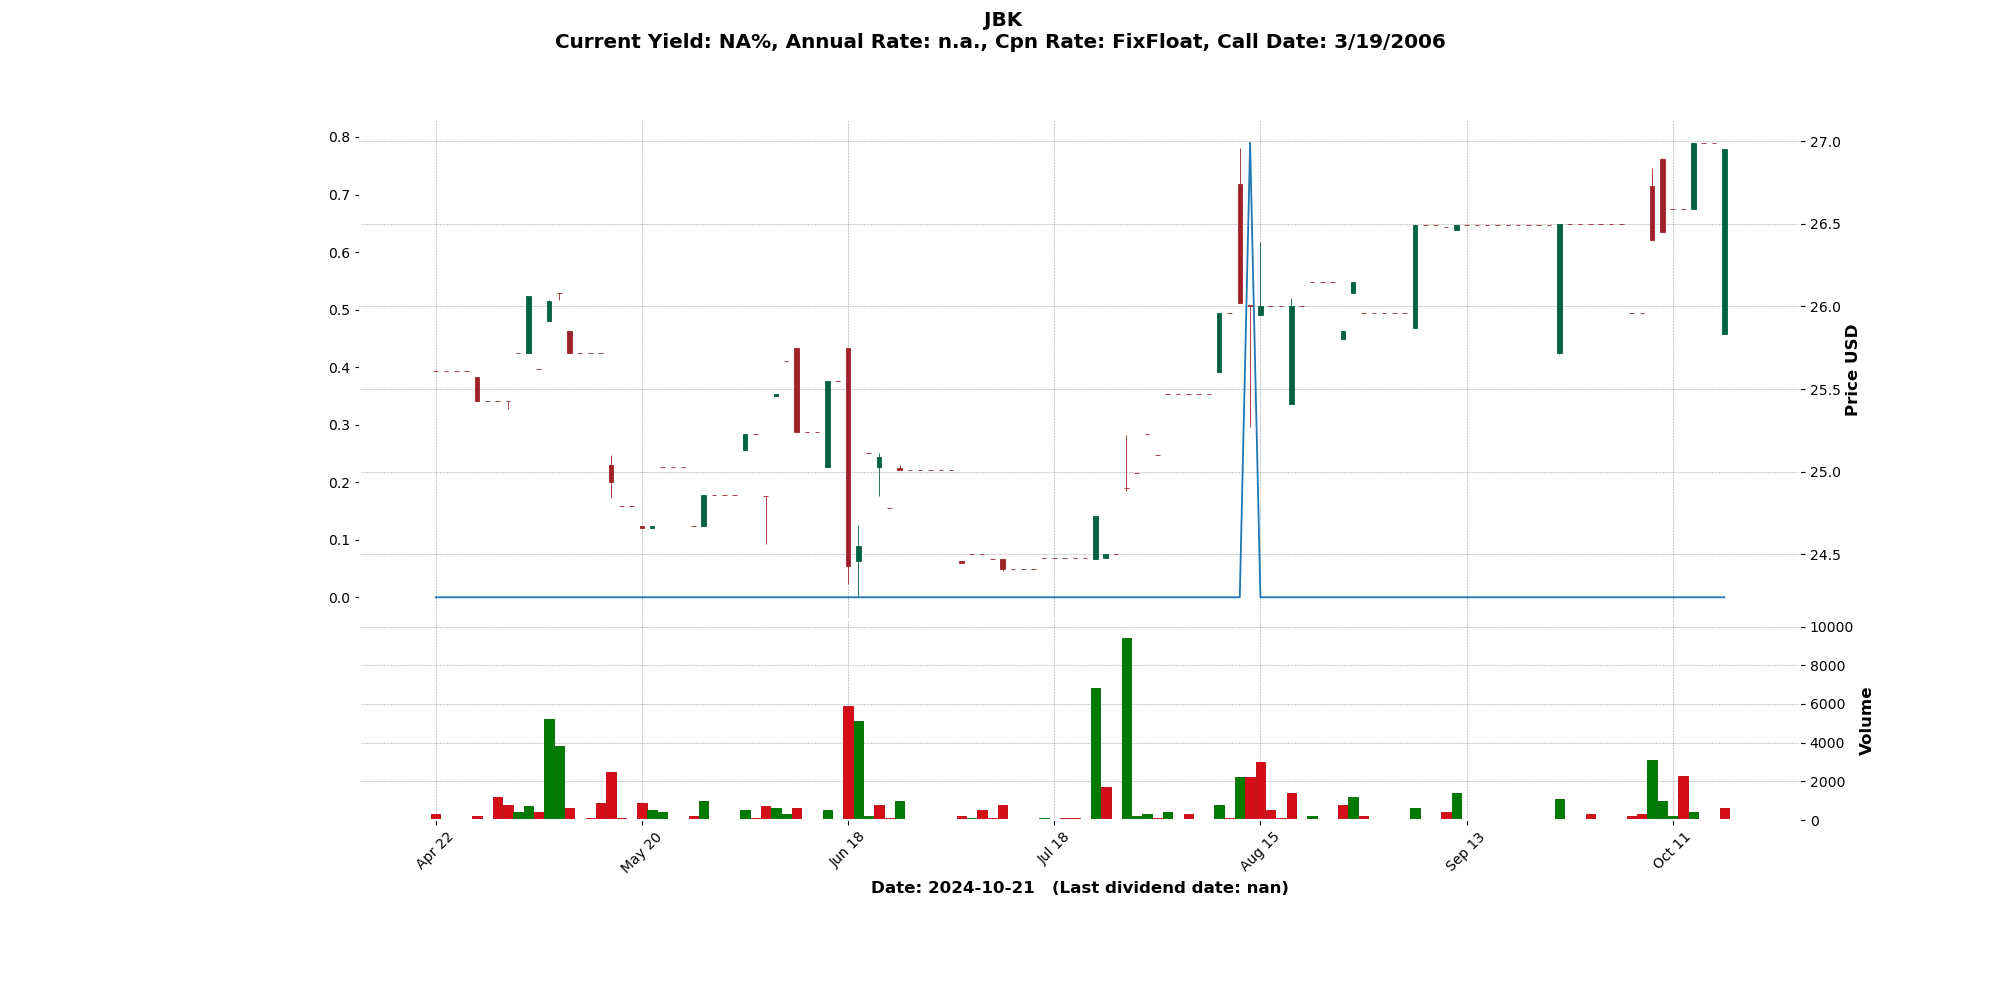 JBK
Current Yield: NA%, Annual Rate: n.a., Cpn Rate: FixFloat, Call Date: 3/19/2006
0.8
0.7
0.6
0.5
0.4
0.3
0.2
0.1
0.0
27.0
26.5
26.0
25.5
25.0
24.5
Price USD
10000
8000
6000
4000
2000
0
Volume
Apr 22
May 20
Jun 18
Jul 18
Aug 15
Sep 13
Oct 11
Date: 2024-10-21 (Last dividend date: nan)